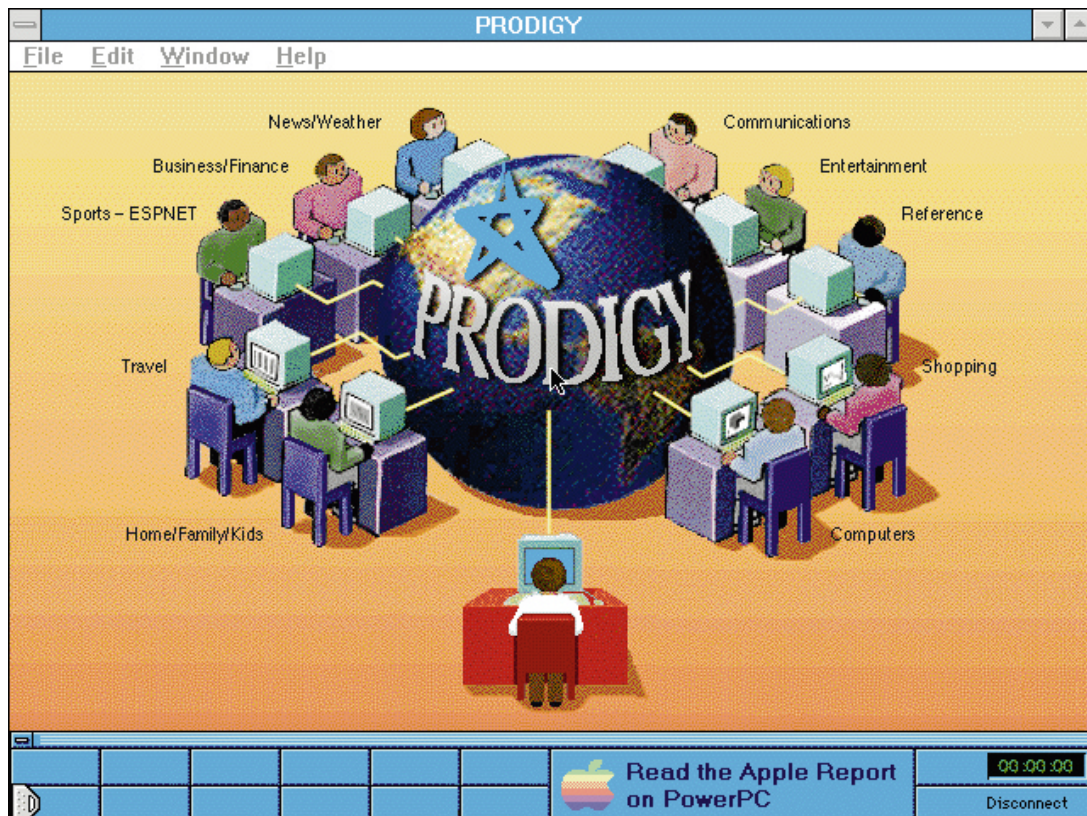 PRODIGY
File Edit Window Help
News/Weather
Communications
Business/Finance
Entertainment
Sports – ESPNET
Reference
PRODIGY
Travel
Shopping
Home/Family/Kids
Computers
Read the Apple Report
on PowerPC
00:00:00
Disconnect